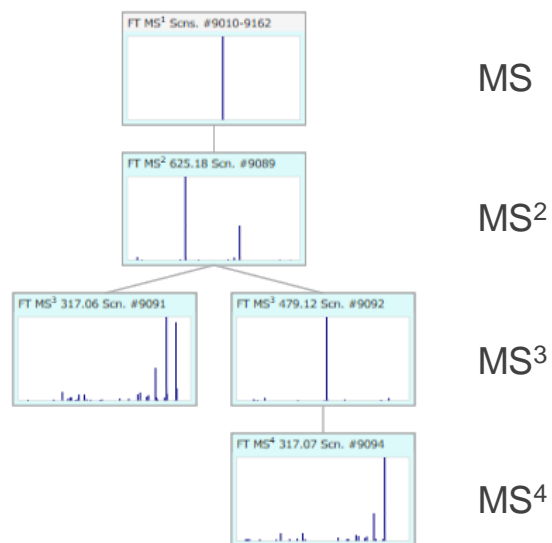 FT MS¹ Scns. #9010-9162
MS
FT MS² 625.18 Scn. #9089
MS²
FT MS³ 317.06 Scn. #9091
FT MS³ 479.12 Scn. #9092
MS³
FT MS⁴ 317.07 Scn. #9094
MS⁴